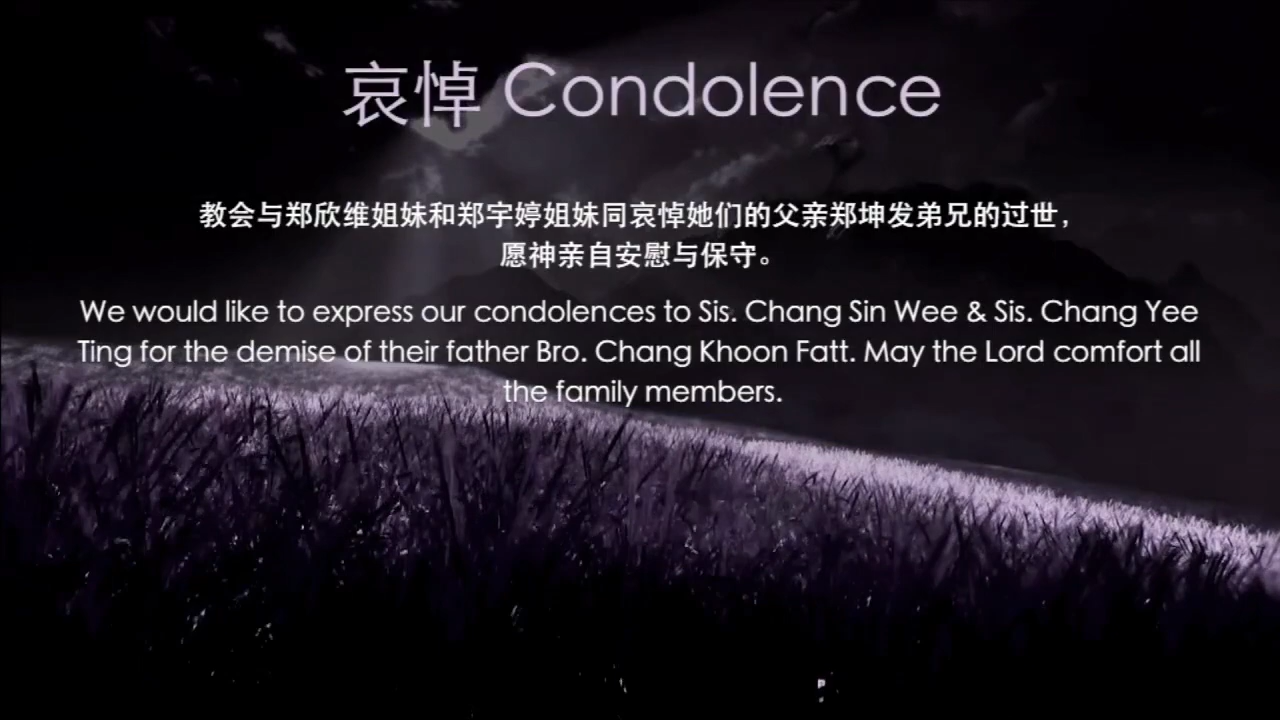 哀悼 Condolence
教会与郑欣维姐妹和郑宇婷姐妹同哀悼她们的父亲郑坤发弟兄的过世，
愿神亲自安慰与保守。
We would like to express our condolences to Sis. Chang Sin Wee & Sis. Chang Yee
Ting for the demise of their father Bro. Chang Khoon Fatt. May the Lord comfort all
the family members.